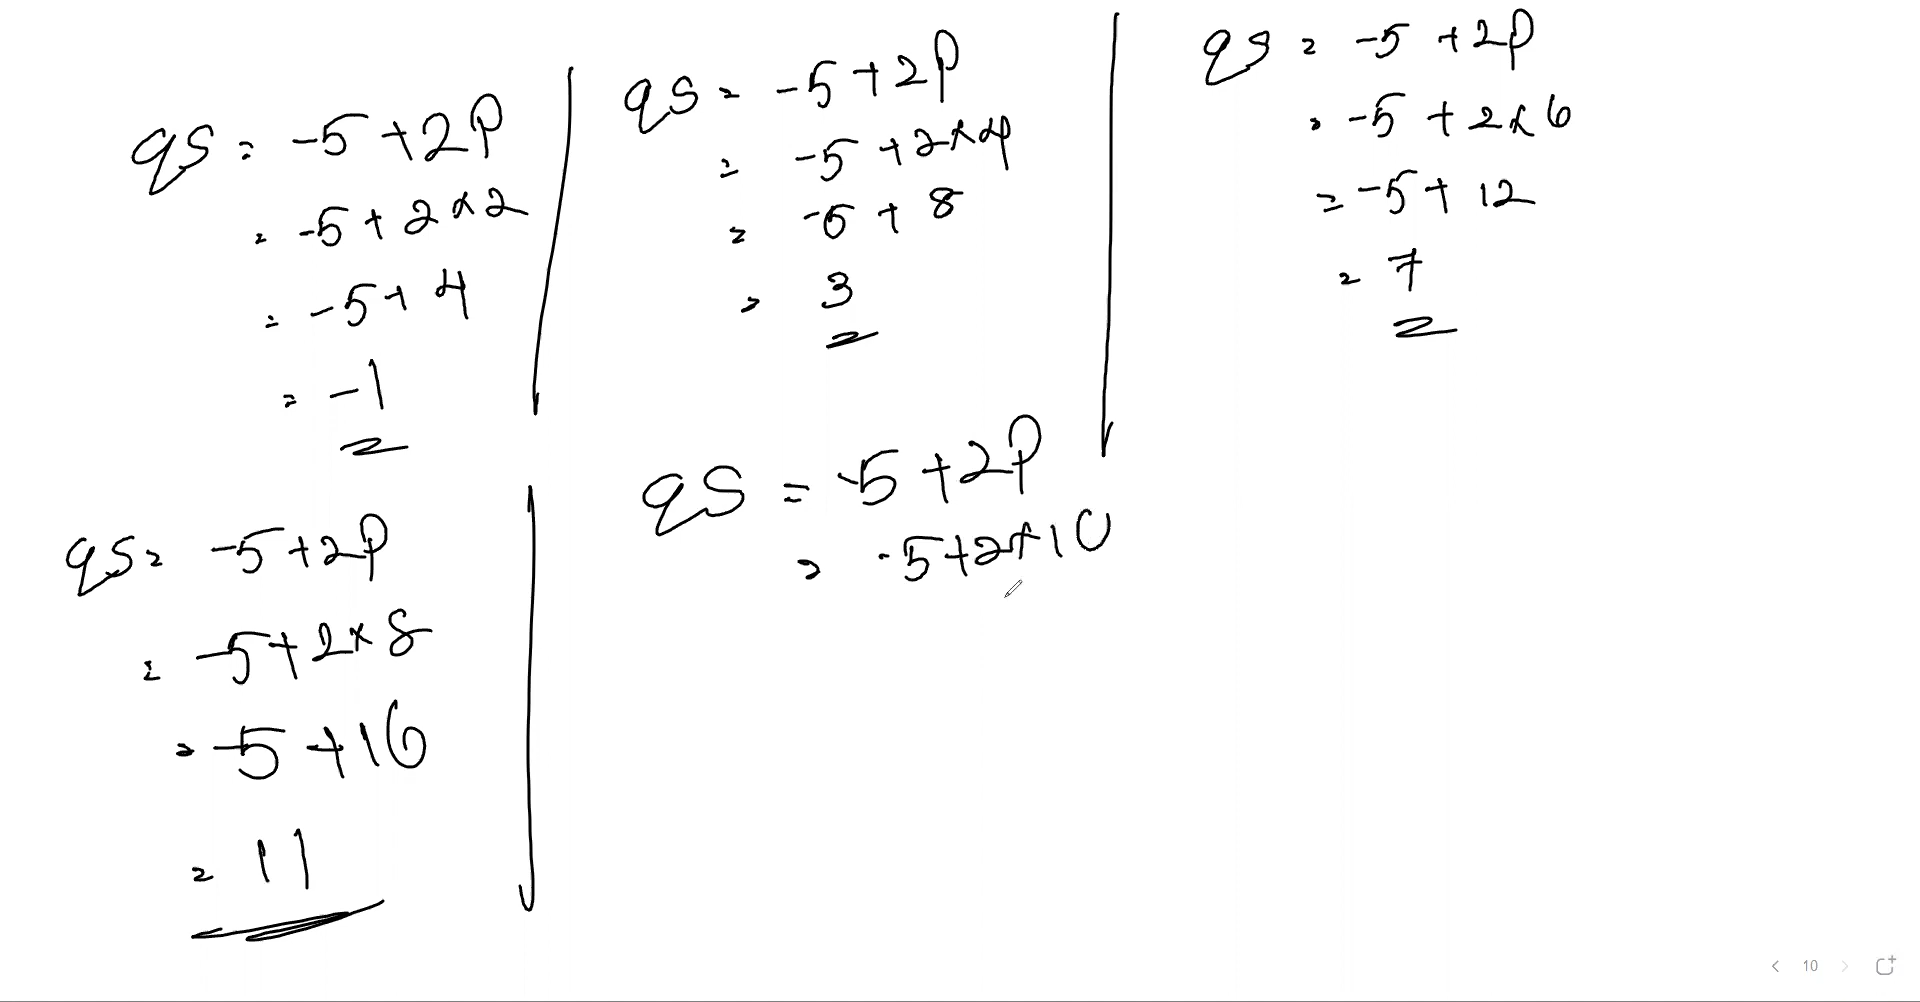 qs = -5 + 2P
= -5 + 2 × 2
= -5 + 4
= -1
qs = -5 + 2P
= -5 + 2 × 4
= -5 + 8
= 3
qs = -5 + 2P
= -5 + 2 × 6
= -5 + 12
= 7
qs = -5 + 2P
= -5 + 2 × 8
= -5 + 16
= 11
qs = -5 + 2P
= -5 + 2 × 10
10